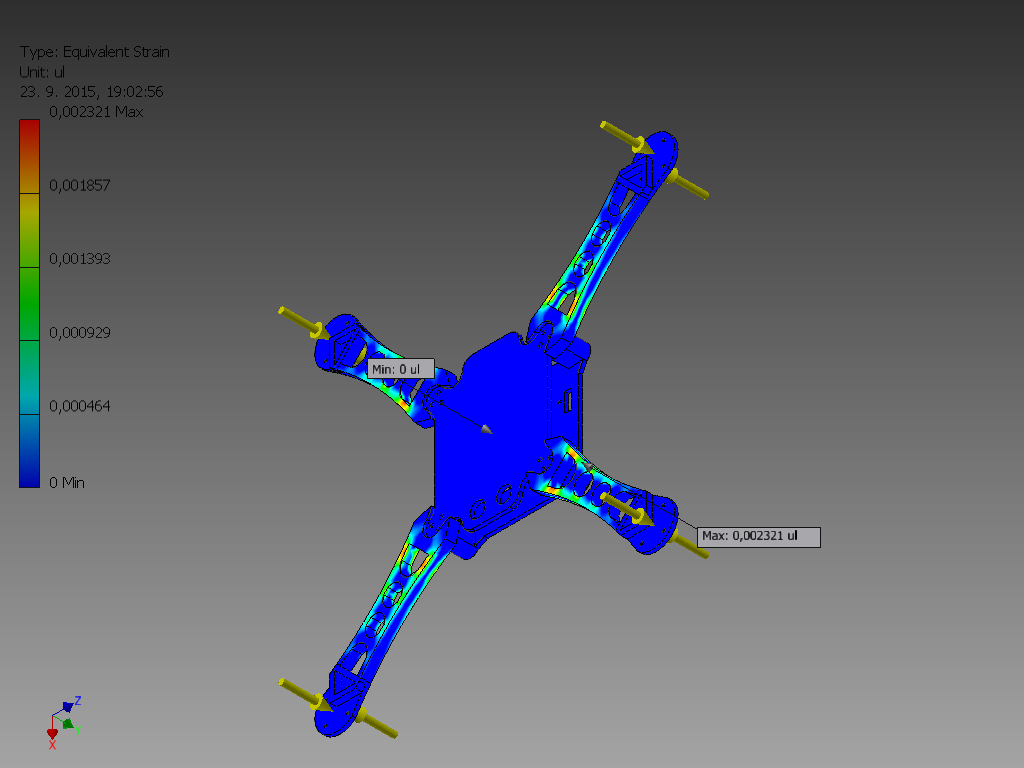 Type: Equivalent Strain
Unit: ul
23. 9. 2015, 19:02:56
0,002321 Max
0,001857
0,001393
0,000929
0,000464
0 Min
Min: 0 ul
Max: 0,002321 ul
Z
Y
X